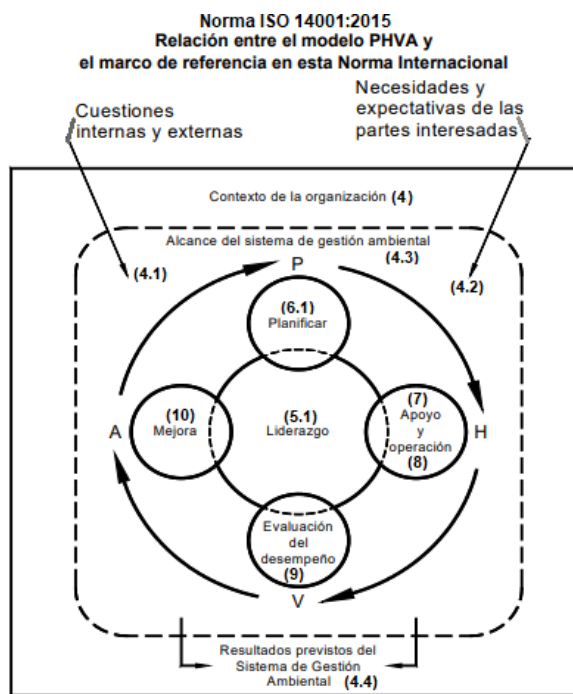 Norma ISO 14001:2015
Relación entre el modelo PHVA y
el marco de referencia en esta Norma Internacional
Cuestiones
internas y externas
Necesidades y
expectativas de las
partes interesadas
Contexto de la organización (4)
Alcance del sistema de gestión ambiental
(4.3)
(4.1)
P
(4.2)
(6.1)
Planificar
(10)
Mejora
A
(5.1)
Liderazgo
(7)
Apoyo
y
operación
(8)
H
Evaluación
del
desempeño
(9)
V
Resultados previstos del
Sistema de Gestión
Ambiental (4.4)